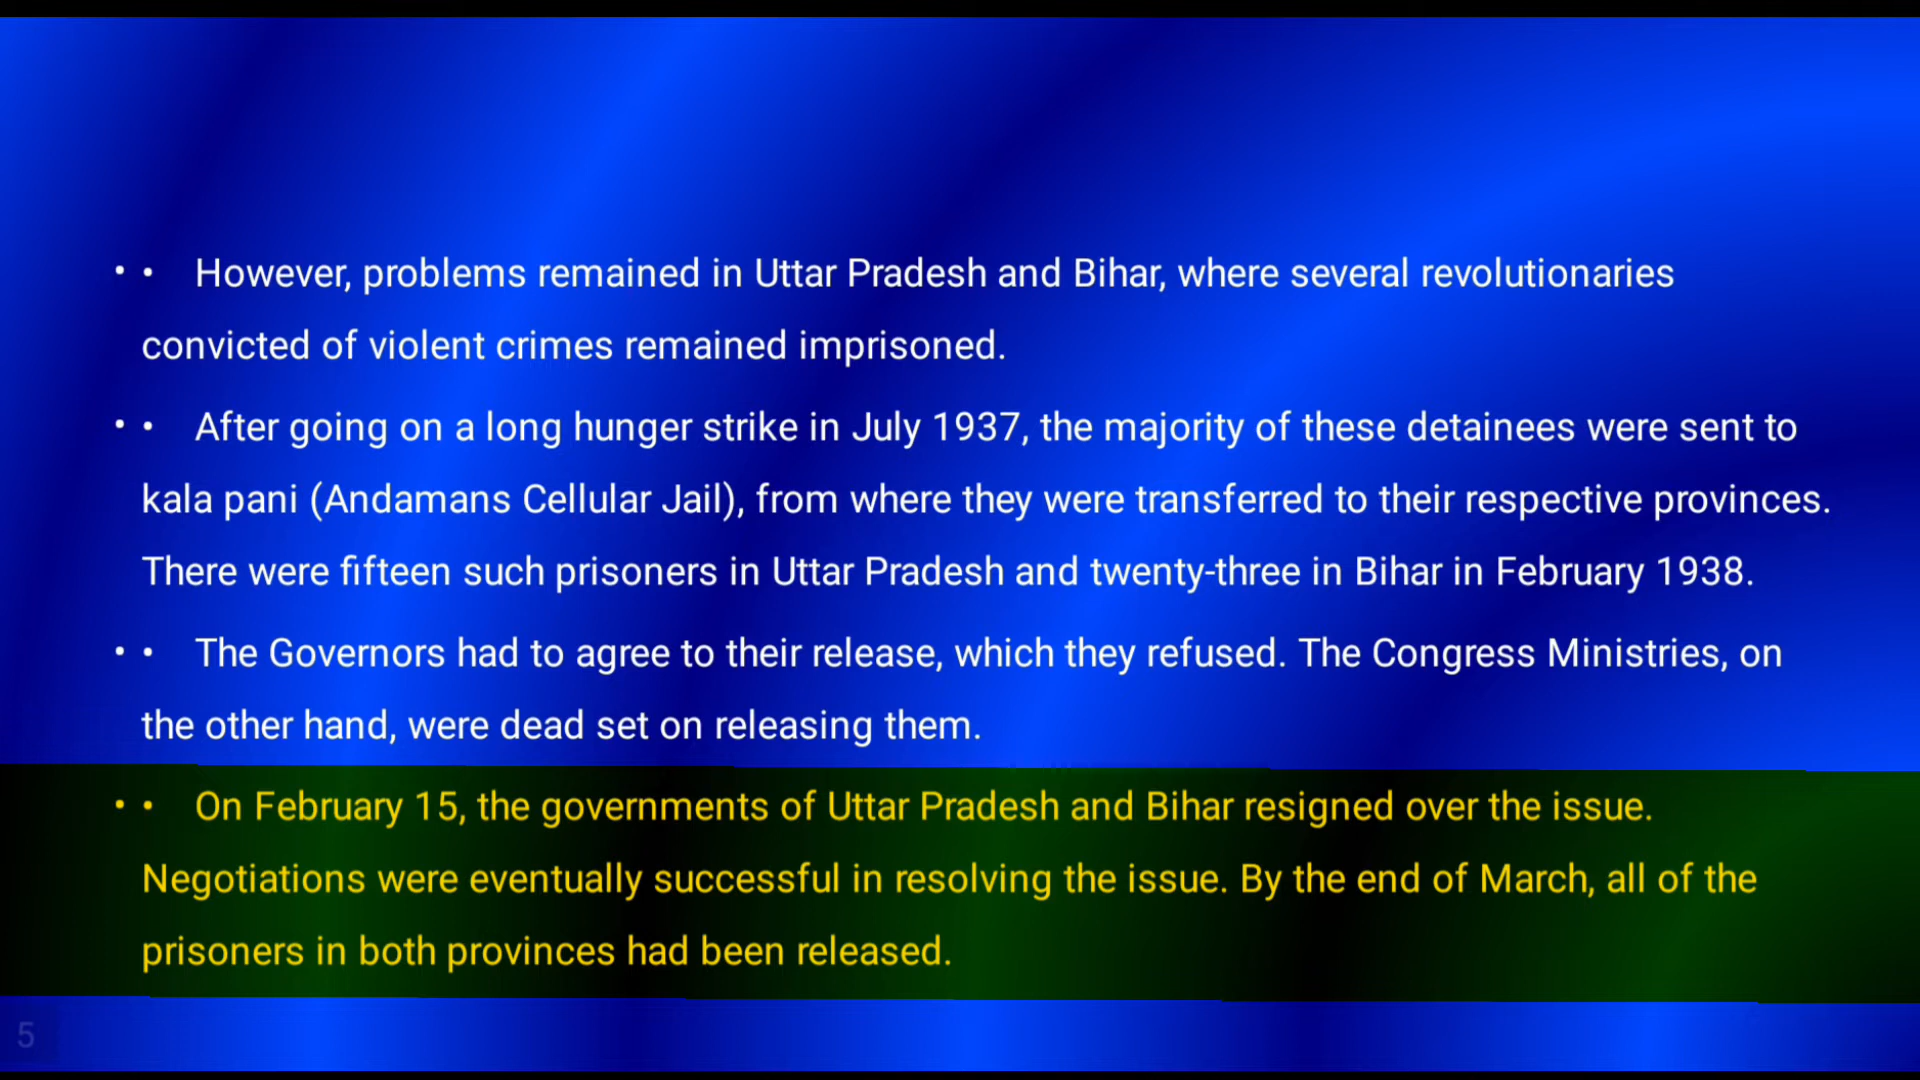 • • However, problems remained in Uttar Pradesh and Bihar, where several revolutionaries
convicted of violent crimes remained imprisoned.
• • After going on a long hunger strike in July 1937, the majority of these detainees were sent to
kala pani (Andamans Cellular Jail), from where they were transferred to their respective provinces.
There were fifteen such prisoners in Uttar Pradesh and twenty-three in Bihar in February 1938.
• • The Governors had to agree to their release, which they refused. The Congress Ministries, on
the other hand, were dead set on releasing them.
• • On February 15, the governments of Uttar Pradesh and Bihar resigned over the issue.
Negotiations were eventually successful in resolving the issue. By the end of March, all of the
prisoners in both provinces had been released.
5